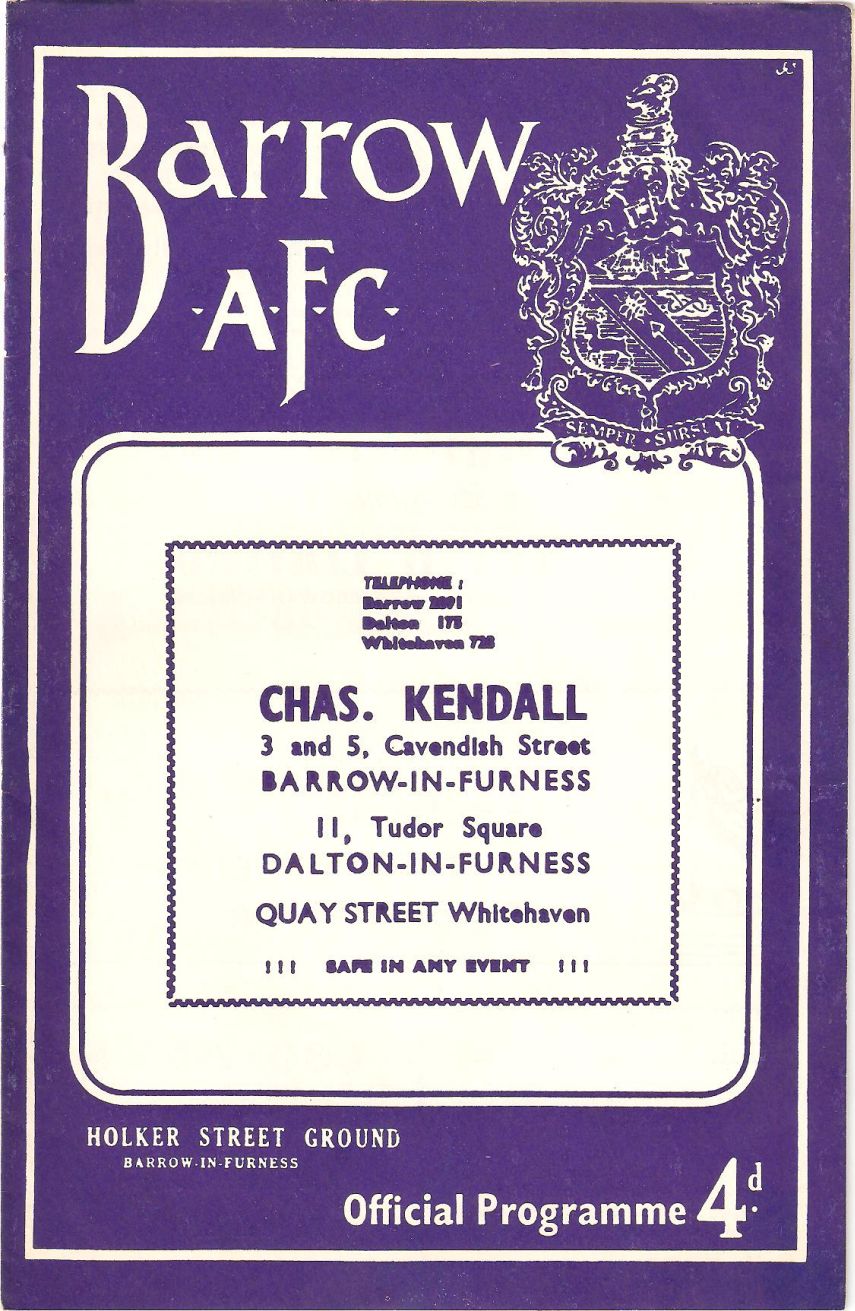 Barrow
A.F.C.
SEMPER · SURSUM
TELEPHONE :
Barrow 2091
Dalton 175
Whitehaven 728
CHAS. KENDALL
3 and 5, Cavendish Street
BARROW-IN-FURNESS
11, Tudor Square
DALTON-IN-FURNESS
QUAY STREET Whitehaven
! ! ! SAFE IN ANY EVENT ! ! !
HOLKER STREET GROUND
BARROW-IN-FURNESS
Official Programme 4d.